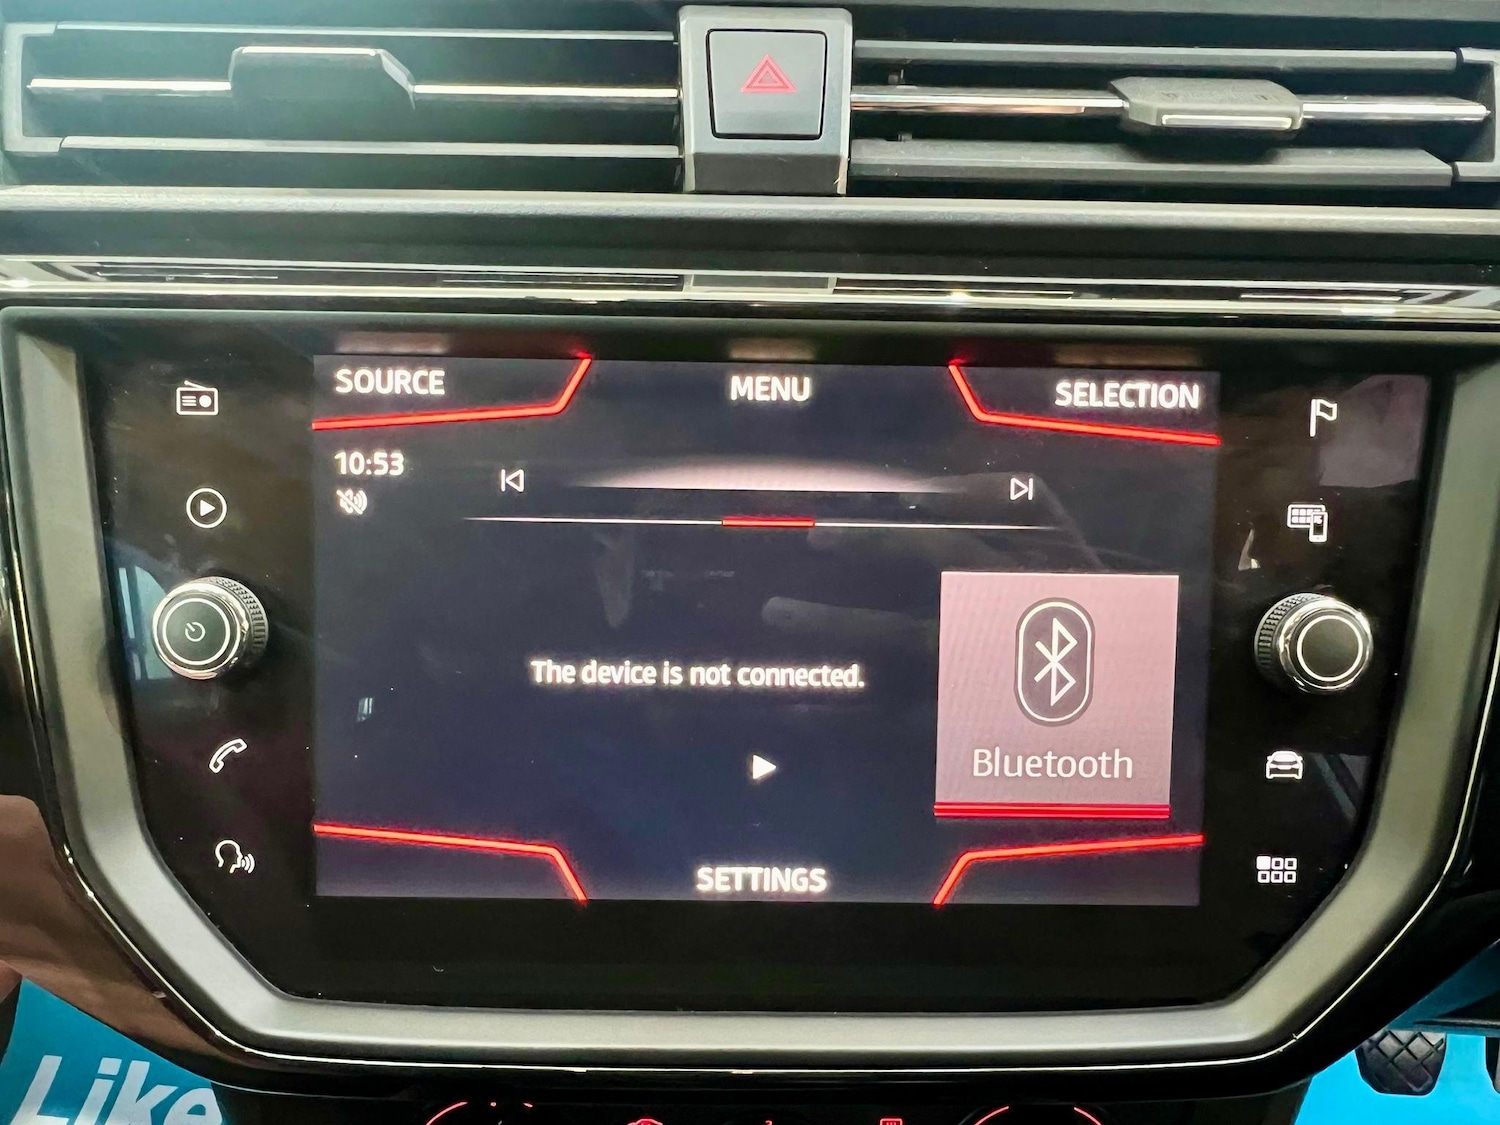 SOURCE
MENU
SELECTION
10:53
The device is not connected.
Bluetooth
SETTINGS
Like